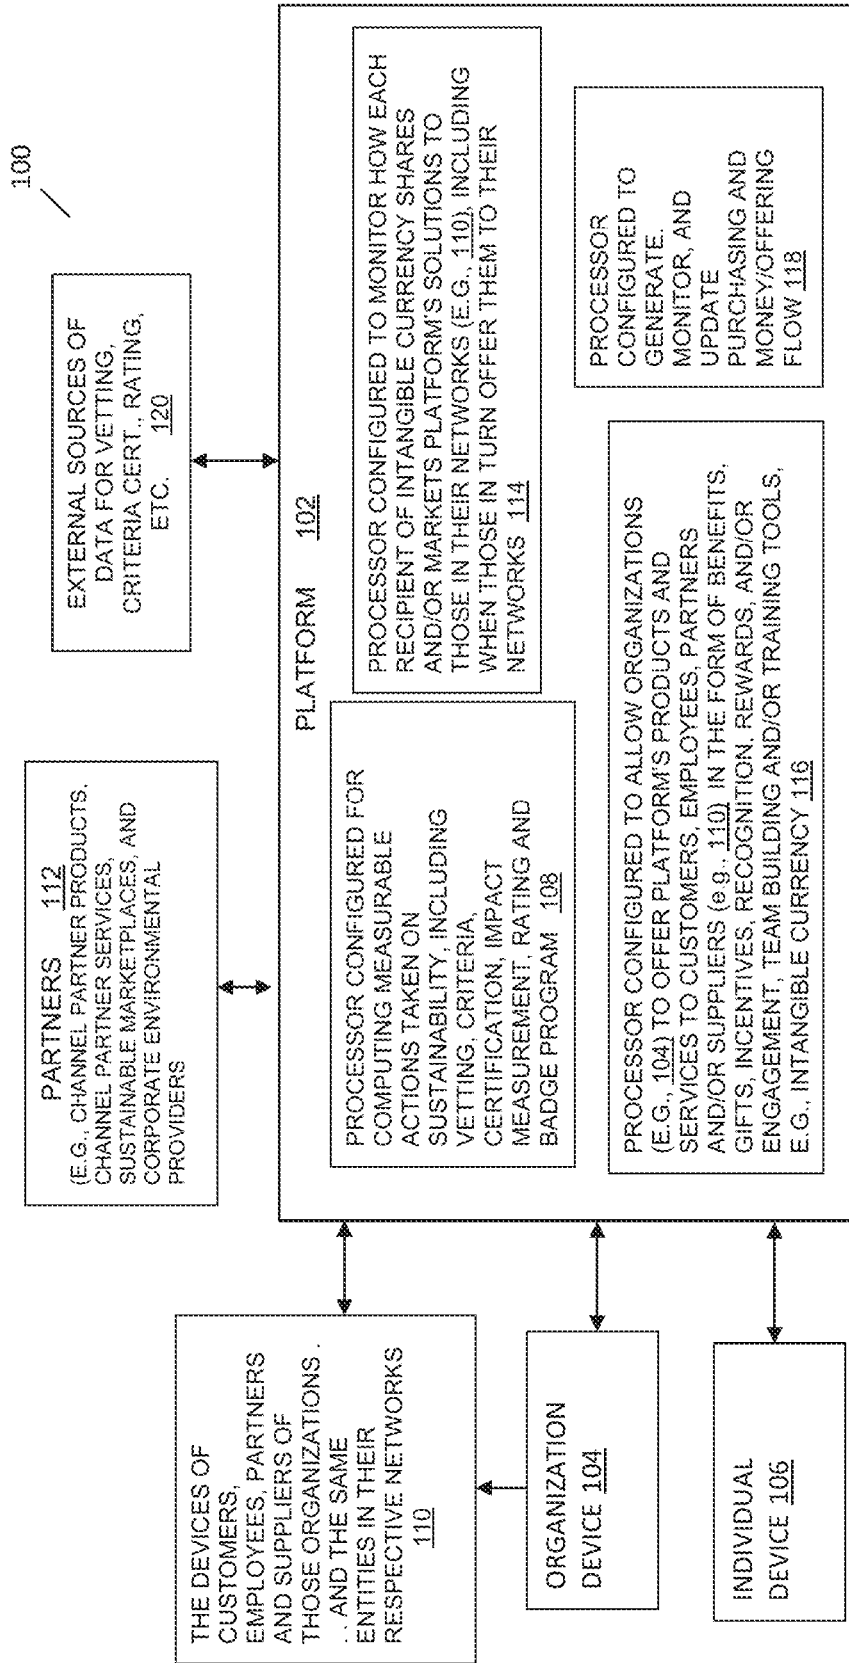 100
EXTERNAL SOURCES OF
DATA FOR VETTING,
CRITERIA CERT., RATING,
ETC. 120
PARTNERS 112
(E.G., CHANNEL PARTNER PRODUCTS,
CHANNEL PARTNER SERVICES,
SUSTAINABLE MARKETPLACES, AND
CORPORATE ENVIRONMENTAL
PROVIDERS
PLATFORM 102
PROCESSOR CONFIGURED FOR
COMPUTING MEASURABLE
ACTIONS TAKEN ON
SUSTAINABILITY, INCLUDING
VETTING, CRITERIA,
CERTIFICATION, IMPACT
MEASUREMENT, RATING AND
BADGE PROGRAM 108
PROCESSOR CONFIGURED TO MONITOR HOW EACH
RECIPIENT OF INTANGIBLE CURRENCY SHARES
AND/OR MARKETS PLATFORM'S SOLUTIONS TO
THOSE IN THEIR NETWORKS (E.G., 110), INCLUDING
WHEN THOSE IN TURN OFFER THEM TO THEIR
NETWORKS 114
PROCESSOR CONFIGURED TO ALLOW ORGANIZATIONS
(E.G., 104) TO OFFER PLATFORM'S PRODUCTS AND
SERVICES TO CUSTOMERS, EMPLOYEES, PARTNERS
AND/OR SUPPLIERS (e.g., 110) IN THE FORM OF BENEFITS,
GIFTS, INCENTIVES, RECOGNITION, REWARDS, AND/OR
ENGAGEMENT, TEAM BUILDING AND/OR TRAINING TOOLS,
E.G., INTANGIBLE CURRENCY 116
PROCESSOR
CONFIGURED TO
GENERATE.
MONITOR, AND
UPDATE
PURCHASING AND
MONEY/OFFERING
FLOW 118
THE DEVICES OF
CUSTOMERS,
EMPLOYEES, PARTNERS
AND SUPPLIERS OF
THOSE ORGANIZATIONS .
. . AND THE SAME
ENTITIES IN THEIR
RESPECTIVE NETWORKS
110
ORGANIZATION
DEVICE 104
INDIVIDUAL
DEVICE 106